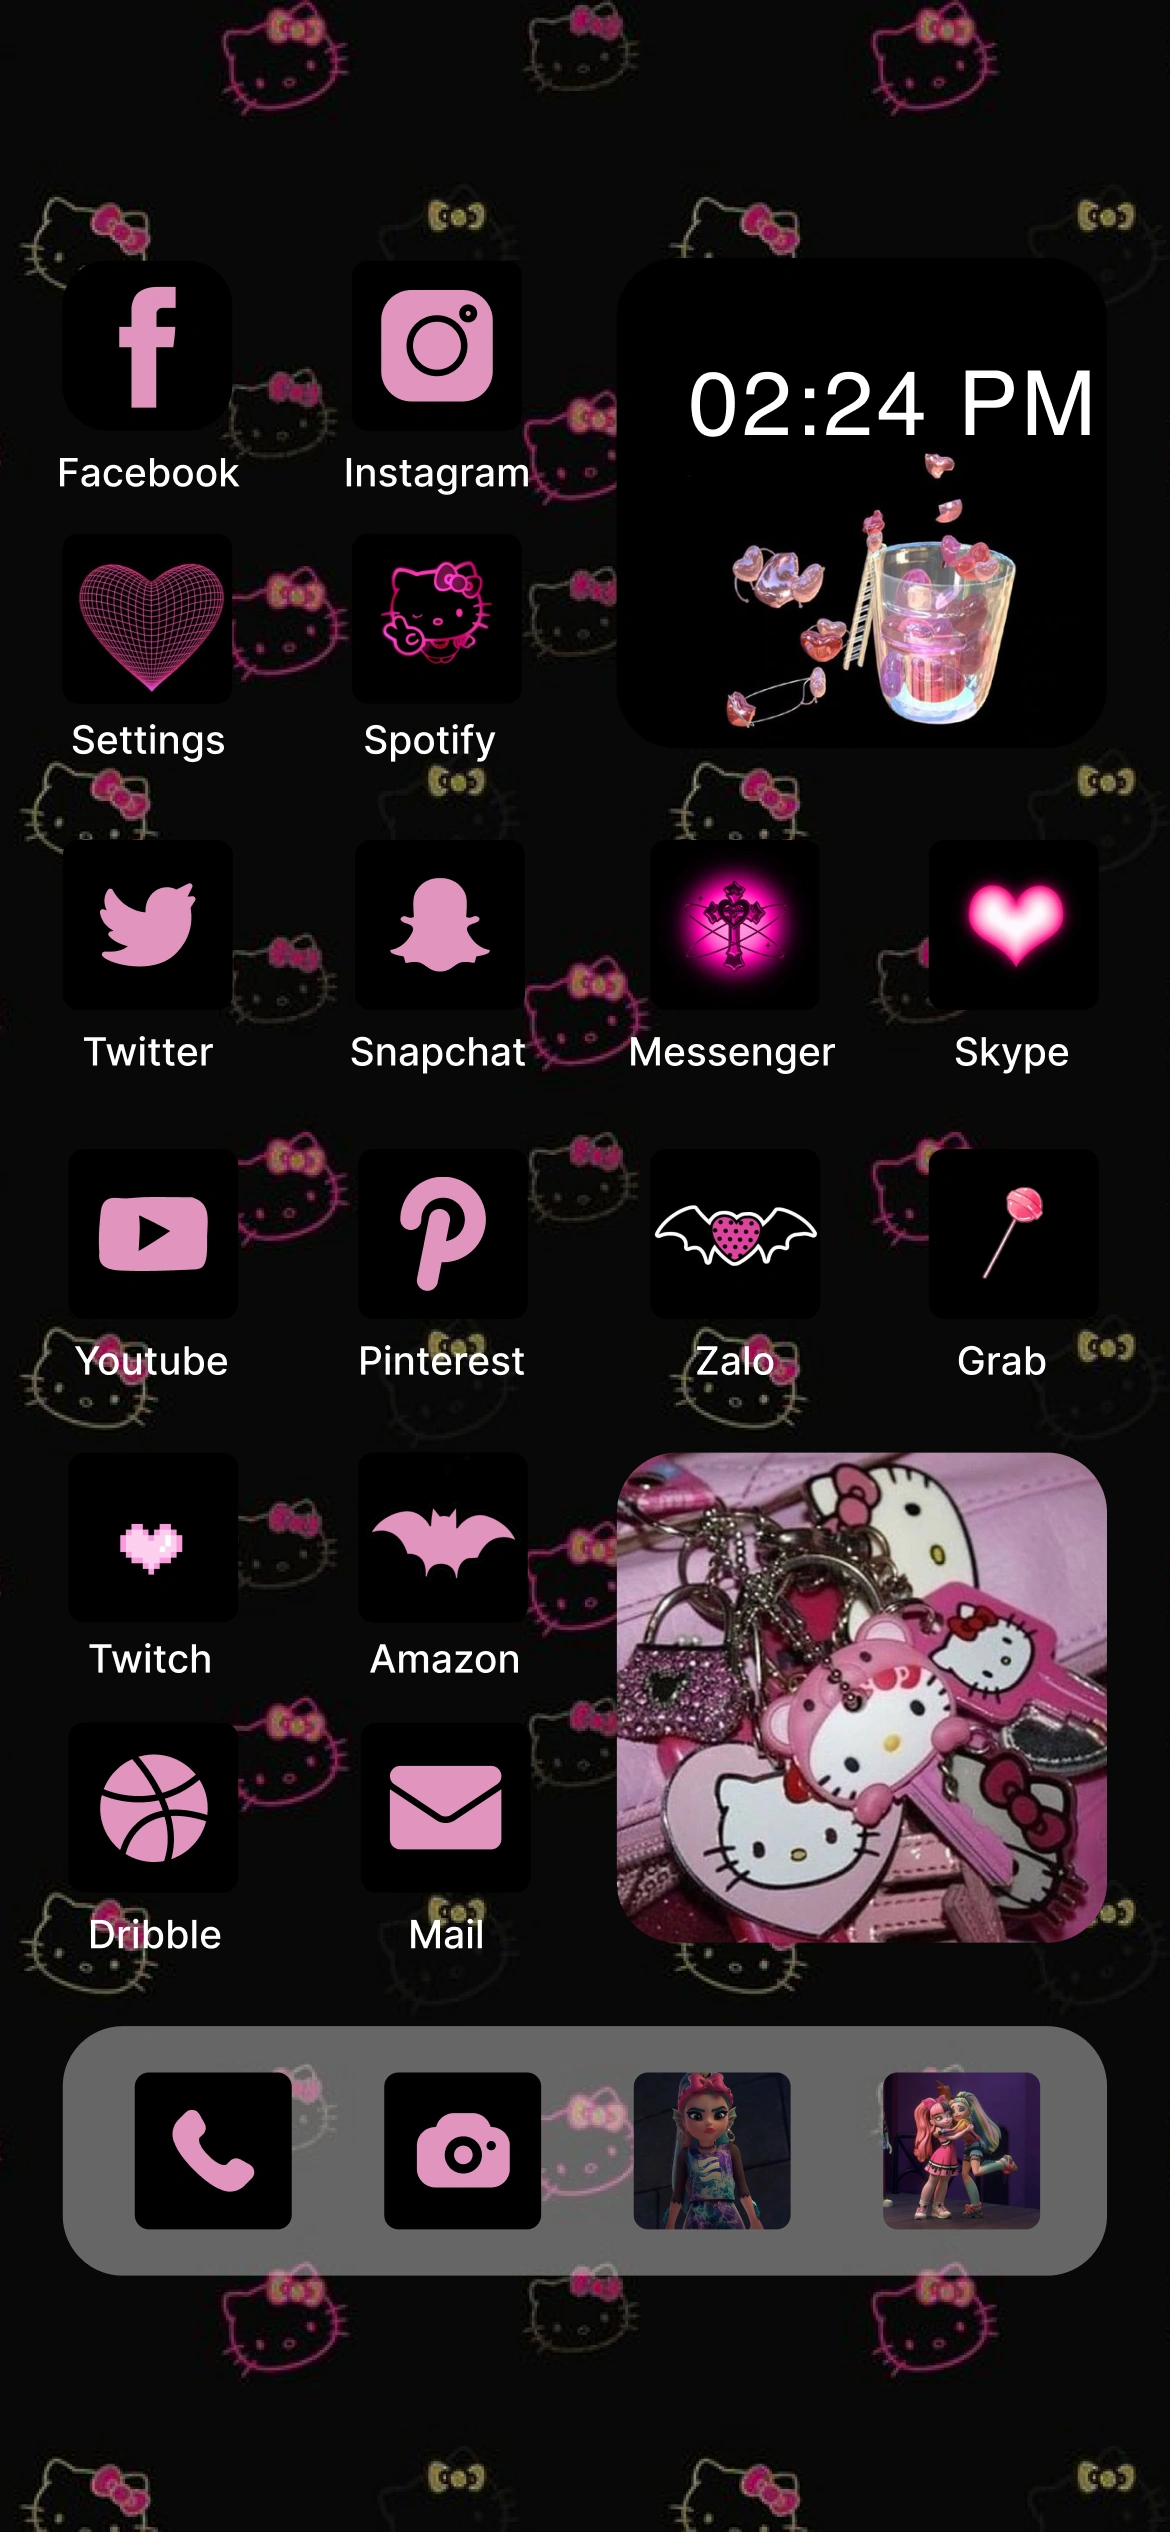 Facebook
Instagram
02:24 PM
Settings
Spotify
Twitter
Snapchat
Messenger
Skype
Youtube
Pinterest
Zalo
Grab
Twitch
Amazon
Dribble
Mail